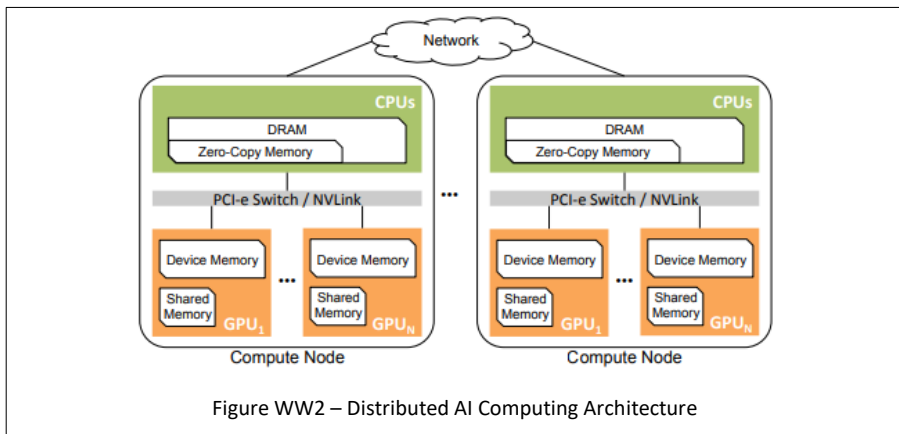 Network
CPUs
DRAM
Zero-Copy Memory
PCI-e Switch / NVLink
Device Memory
Shared
Memory
GPU1
...
Device Memory
Shared
Memory
GPUN
Compute Node
...
CPUs
DRAM
Zero-Copy Memory
PCI-e Switch / NVLink
Device Memory
Shared
Memory
GPU1
...
Device Memory
Shared
Memory
GPUN
Compute Node
Figure WW2 – Distributed AI Computing Architecture